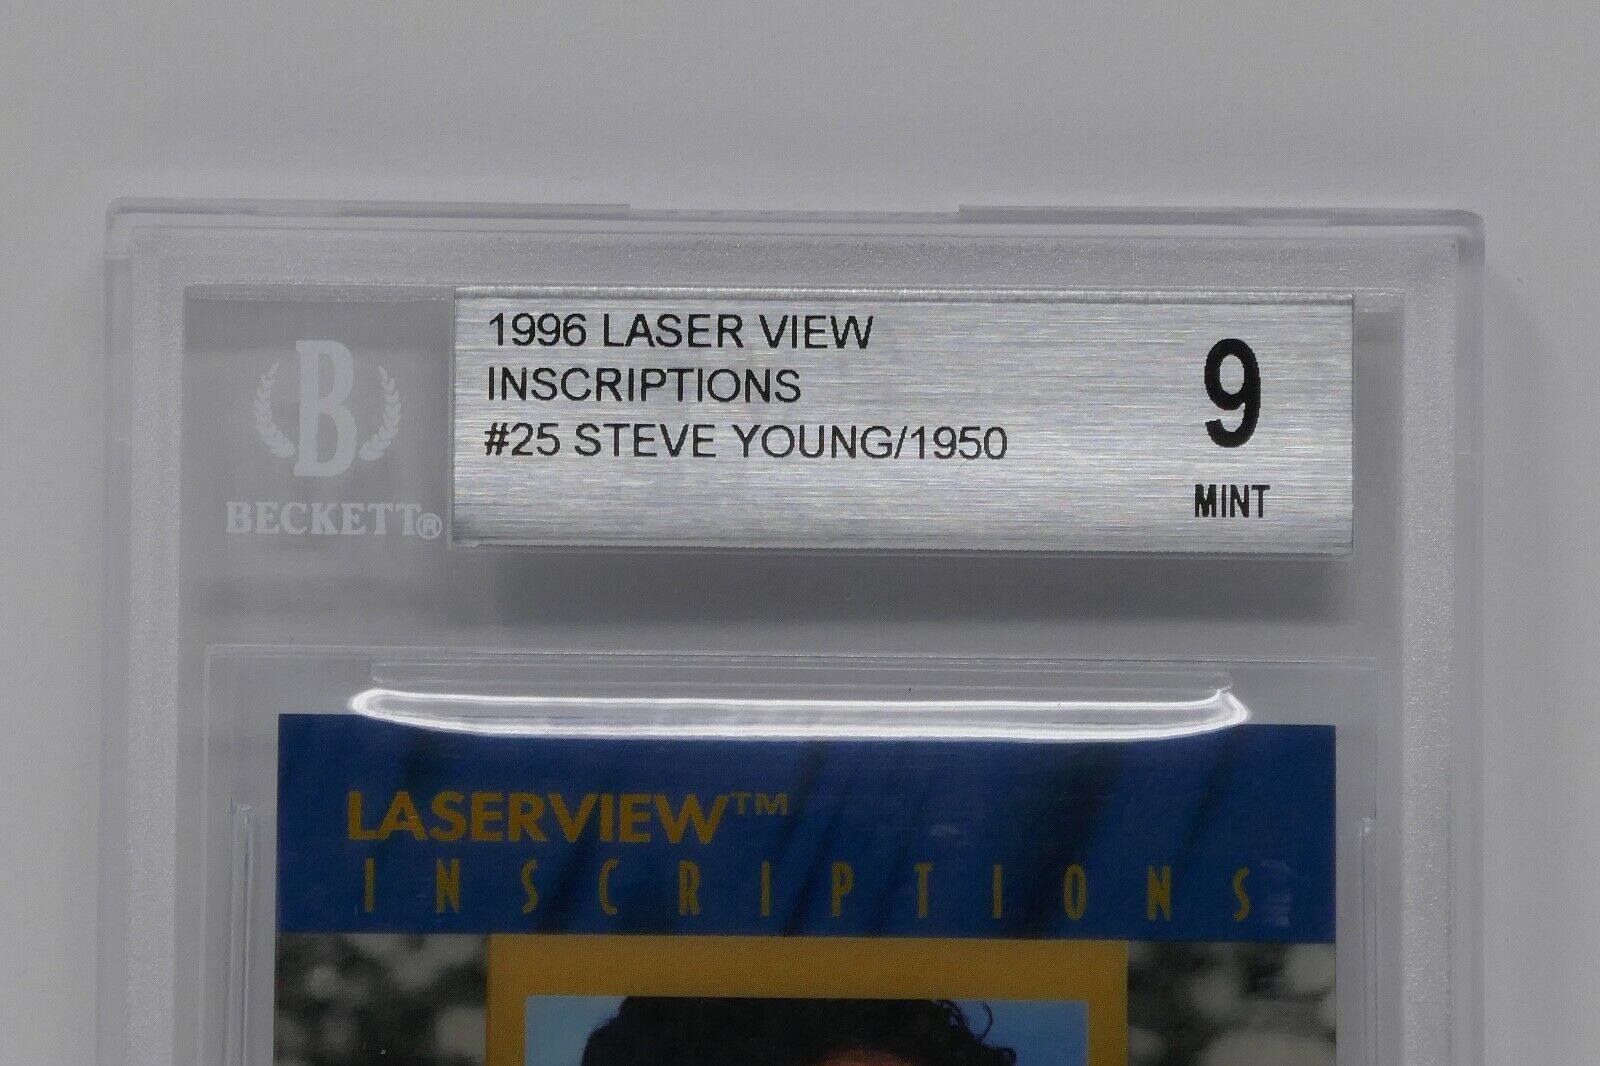 1996 LASER VIEW
INSCRIPTIONS
#25 STEVE YOUNG/1950
9
MINT
B
BECKETT®
LASERVIEW™
INSCRIPTIONS